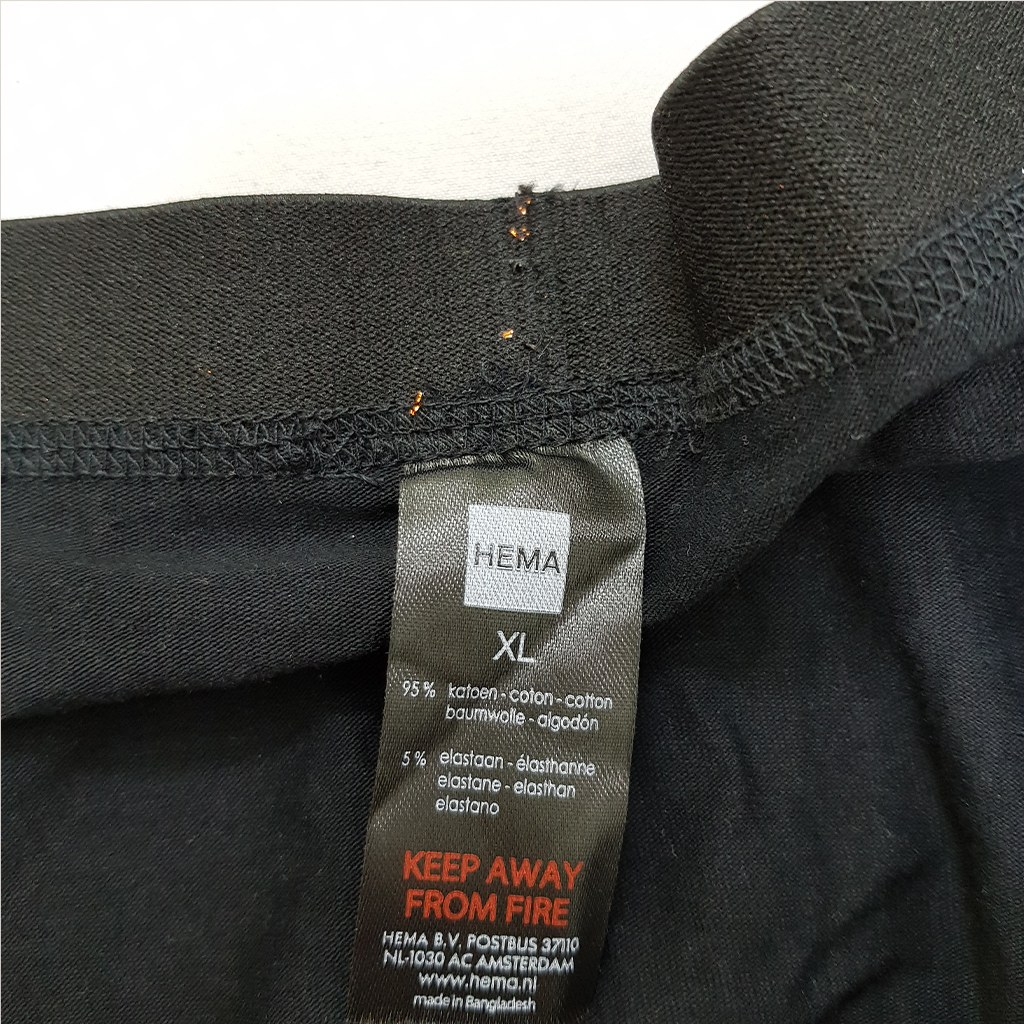 HEMA
XL
95% katoen - coton - cotton
baumwolle - algodón
5% elastaan - élasthanne
elastane - elasthan
elastano
KEEP AWAY
FROM FIRE
HEMA B.V. POSTBUS 37110
NL-1030 AC AMSTERDAM
www.hema.nl
made in Bangladesh